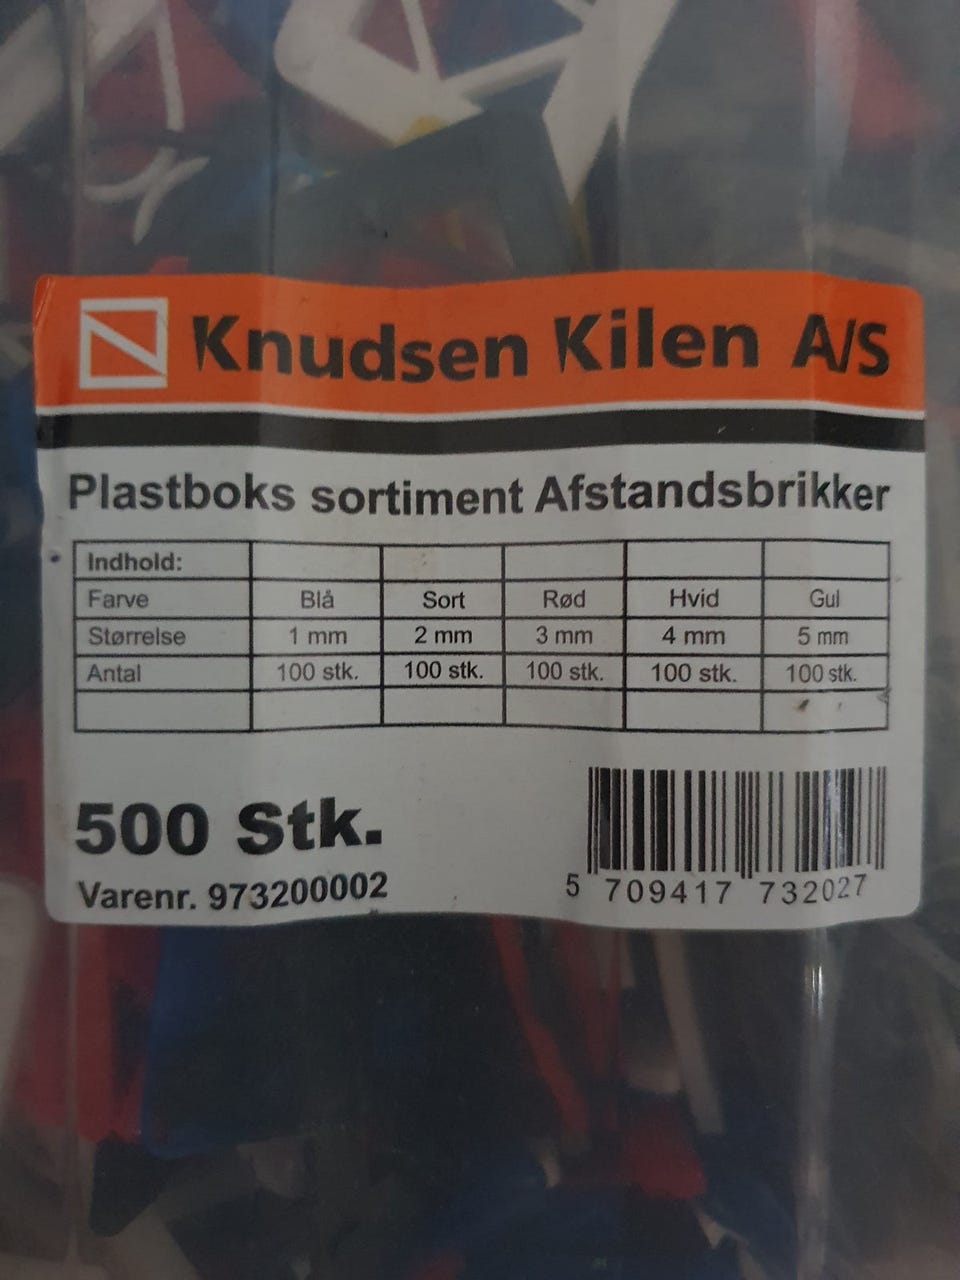 Knudsen Kilen A/S
Plastboks sortiment Afstandsbrikker
Indhold:
Farve Blå Sort Rød Hvid Gul
Størrelse 1 mm 2 mm 3 mm 4 mm 5 mm
Antal 100 stk. 100 stk. 100 stk. 100 stk. 100 stk.
500 Stk.
Varenr. 973200002
5 709417 732027